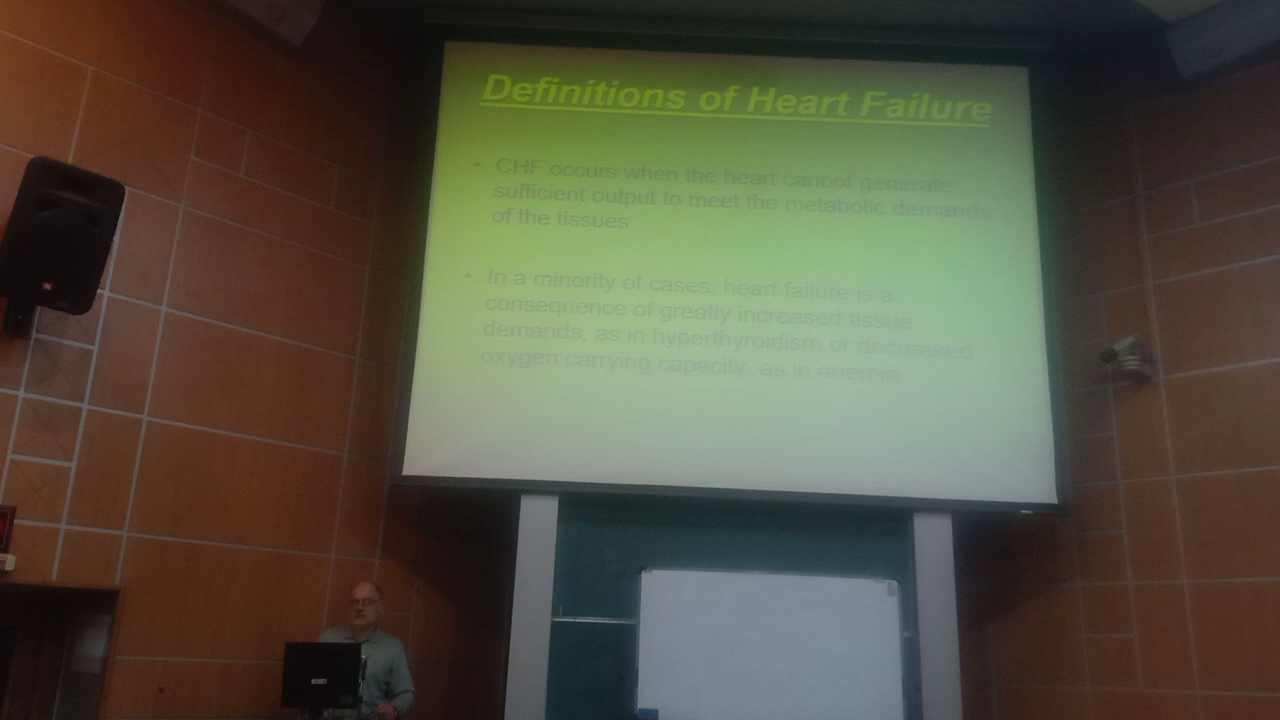 Definitions of Heart Failure
• CHF occurs when the heart cannot generate
sufficient output to meet the metabolic demands
of the tissues
• In a minority of cases, heart failure is a
consequence of greatly increased tissue
demands, as in hyperthyroidism or decreased
oxygen carrying capacity, as in anemia